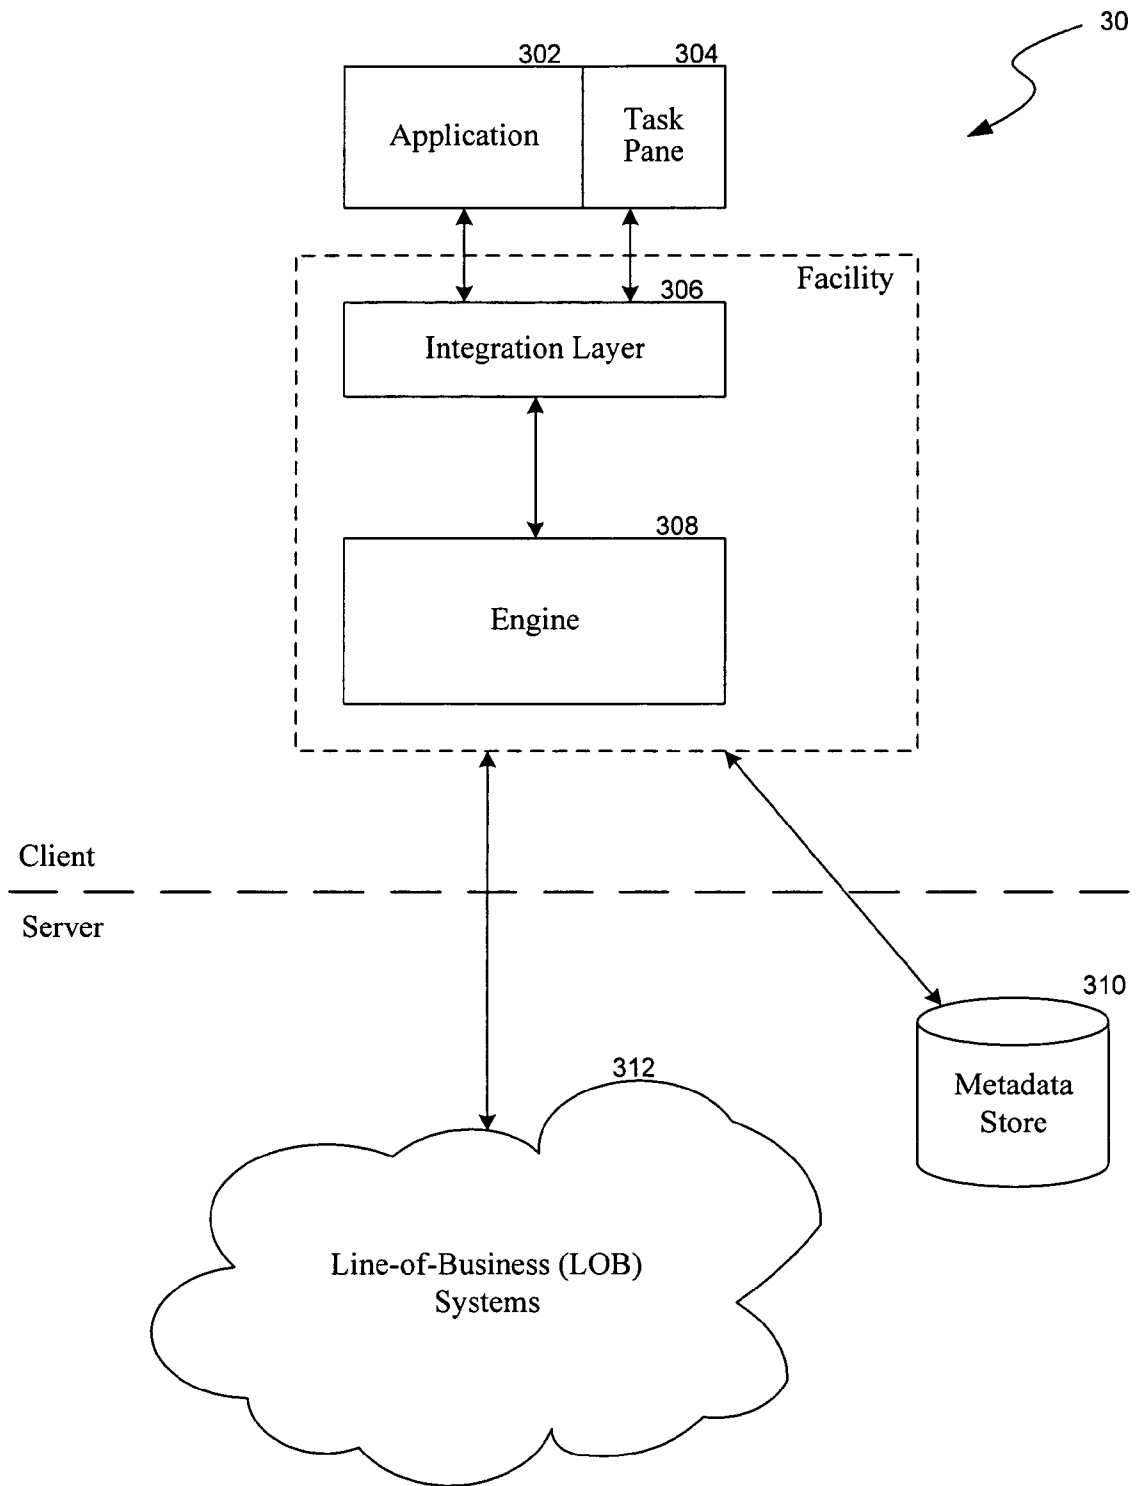 30
302
304
Application
Task
Pane
Facility
306
Integration Layer
308
Engine
Client
Server
310
Metadata
Store
312
Line-of-Business (LOB)
Systems